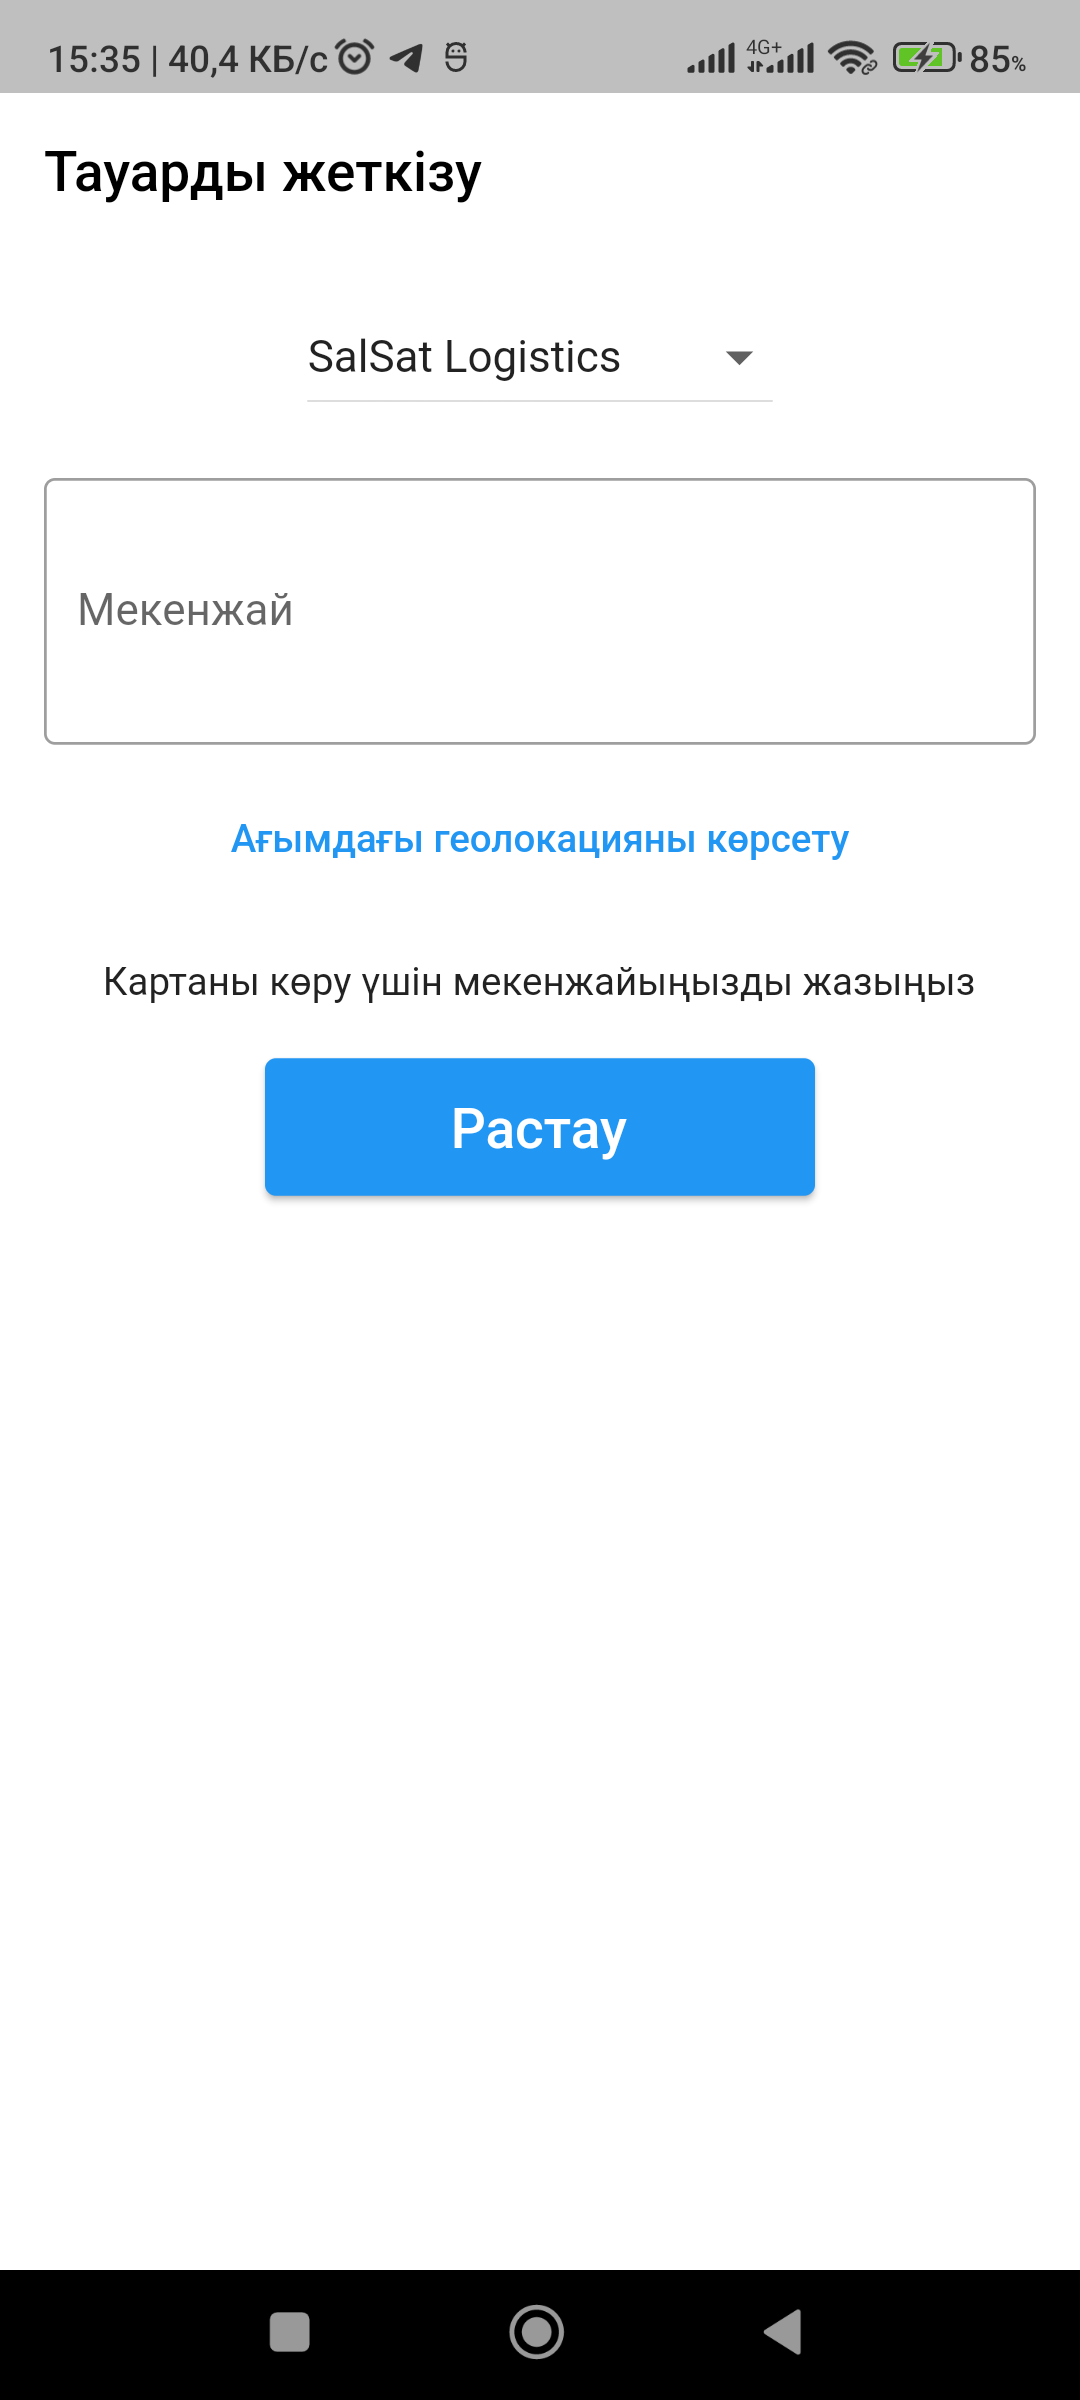 15:35 | 40,4 КБ/с 4G+ 85%
Тауарды жеткізу
SalSat Logistics
Мекенжай
Ағымдағы геолокацияны көрсету
Картаны көру үшін мекенжайыңызды жазыңыз
Растау